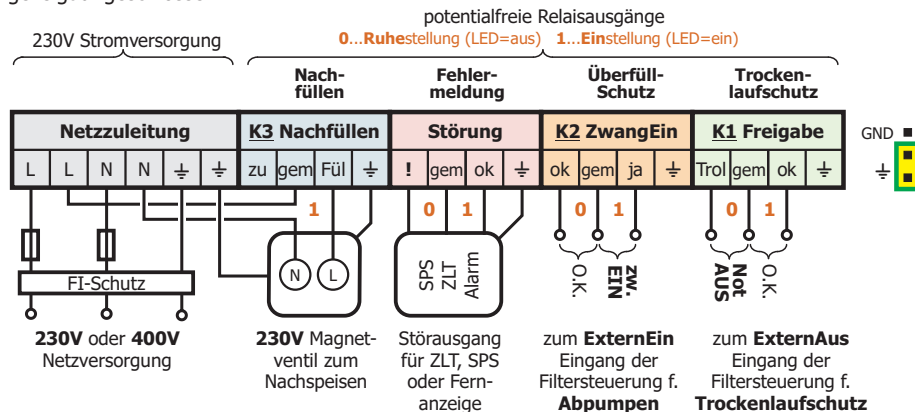 potentialfreie Relaisausgänge
230V Stromversorgung
0...Ruhestellung (LED=aus) 1...Einstellung (LED=ein)
Nach-
füllen
Fehler-
meldung
Überfüll-
Schutz
Trocken-
laufschutz
Netzzuleitung
K3 Nachfüllen
Störung
K2 ZwangEin
K1 Freigabe
GND
L L N N ⏚ ⏚
zu gem Fül ⏚
! gem ok ⏚
ok gem ja ⏚
Trol gem ok ⏚
⏚
1
0 1
0 1
0 1
FI-Schutz
N L
SPS
ZLT
Alarm
O.K.
zw.
EIN
Not
AUS
O.K.
230V oder 400V
Netzversorgung
230V Magnet-
ventil zum
Nachspeisen
Störausgang
für ZLT, SPS
oder Fern-
anzeige
zum ExternEin
Eingang der
Filtersteuerung f.
Abpumpen
zum ExternAus
Eingang der
Filtersteuerung f.
Trockenlaufschutz